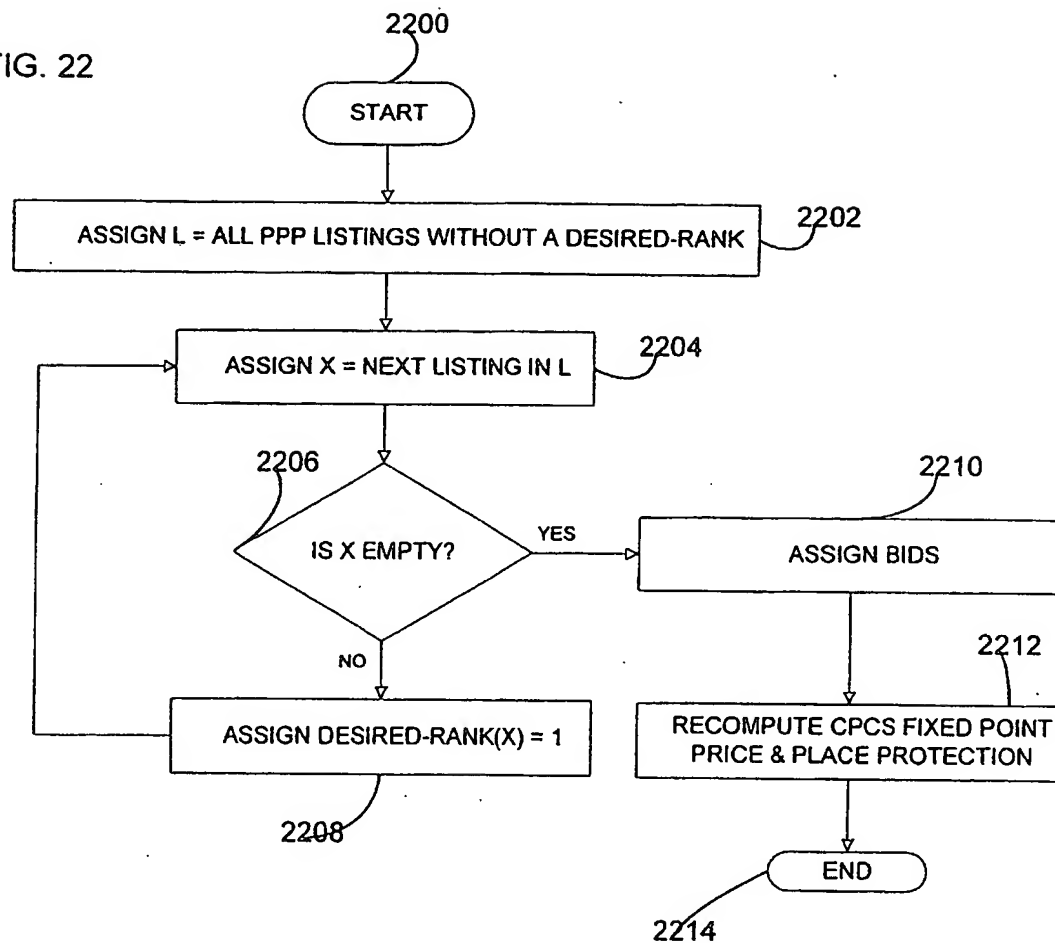 2200
FIG. 22
START
2202
ASSIGN L = ALL PPP LISTINGS WITHOUT A DESIRED-RANK
2204
ASSIGN X = NEXT LISTING IN L
2206
2210
IS X EMPTY?
YES
ASSIGN BIDS
NO
2212
ASSIGN DESIRED-RANK(X) = 1
RECOMPUTE CPCS FIXED POINT
PRICE & PLACE PROTECTION
2208
END
2214